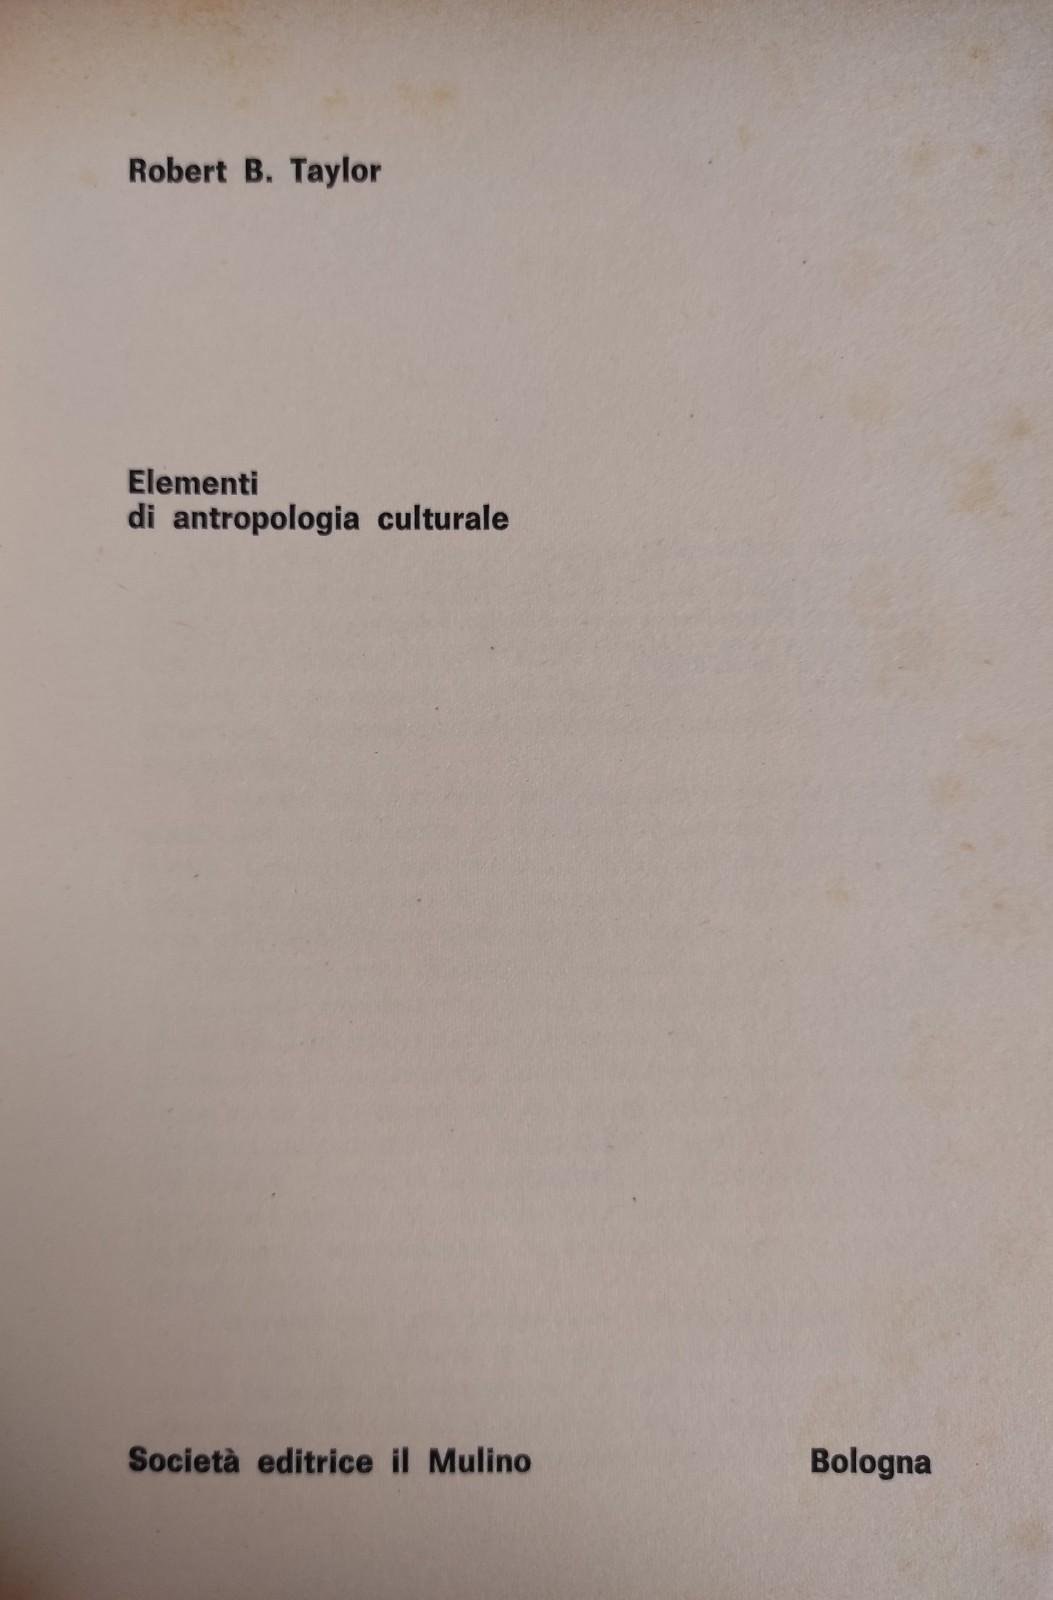 Robert B. Taylor
Elementi
di antropologia culturale
Società editrice il Mulino Bologna